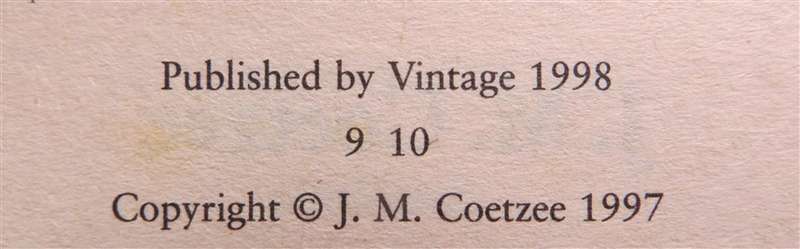 Published by Vintage 1998
9 10
Copyright © J. M. Coetzee 1997